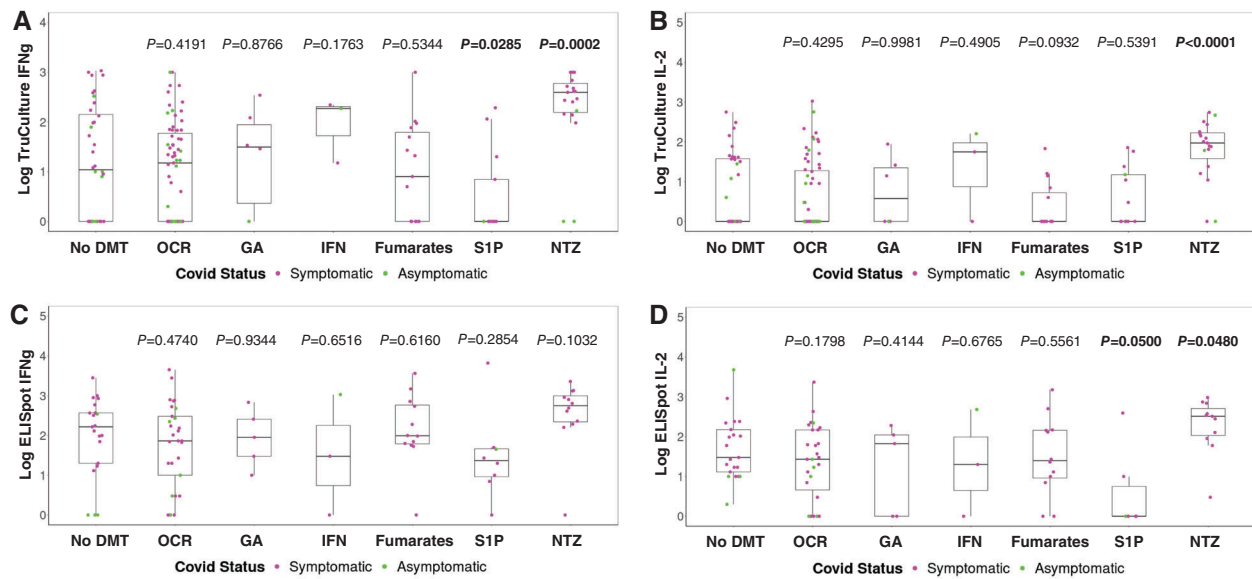 A
Log TruCulture IFNg
4
3
2
1
0
P=0.4191 P=0.8766 P=0.1763 P=0.5344 P=0.0285 P=0.0002
No DMT OCR GA IFN Fumarates S1P NTZ
Covid Status Symptomatic Asymptomatic
B
Log TruCulture IL-2
5
4
3
2
1
0
P=0.4295 P=0.9981 P=0.4905 P=0.0932 P=0.5391 P<0.0001
No DMT OCR GA IFN Fumarates S1P NTZ
Covid Status Symptomatic Asymptomatic
C
Log ELISpot IFNg
5
4
3
2
1
0
P=0.4740 P=0.9344 P=0.6516 P=0.6160 P=0.2854 P=0.1032
No DMT OCR GA IFN Fumarates S1P NTZ
Covid Status Symptomatic Asymptomatic
D
Log ELISpot IL-2
5
4
3
2
1
0
P=0.1798 P=0.4144 P=0.6765 P=0.5561 P=0.0500 P=0.0480
No DMT OCR GA IFN Fumarates S1P NTZ
Covid Status Symptomatic Asymptomatic